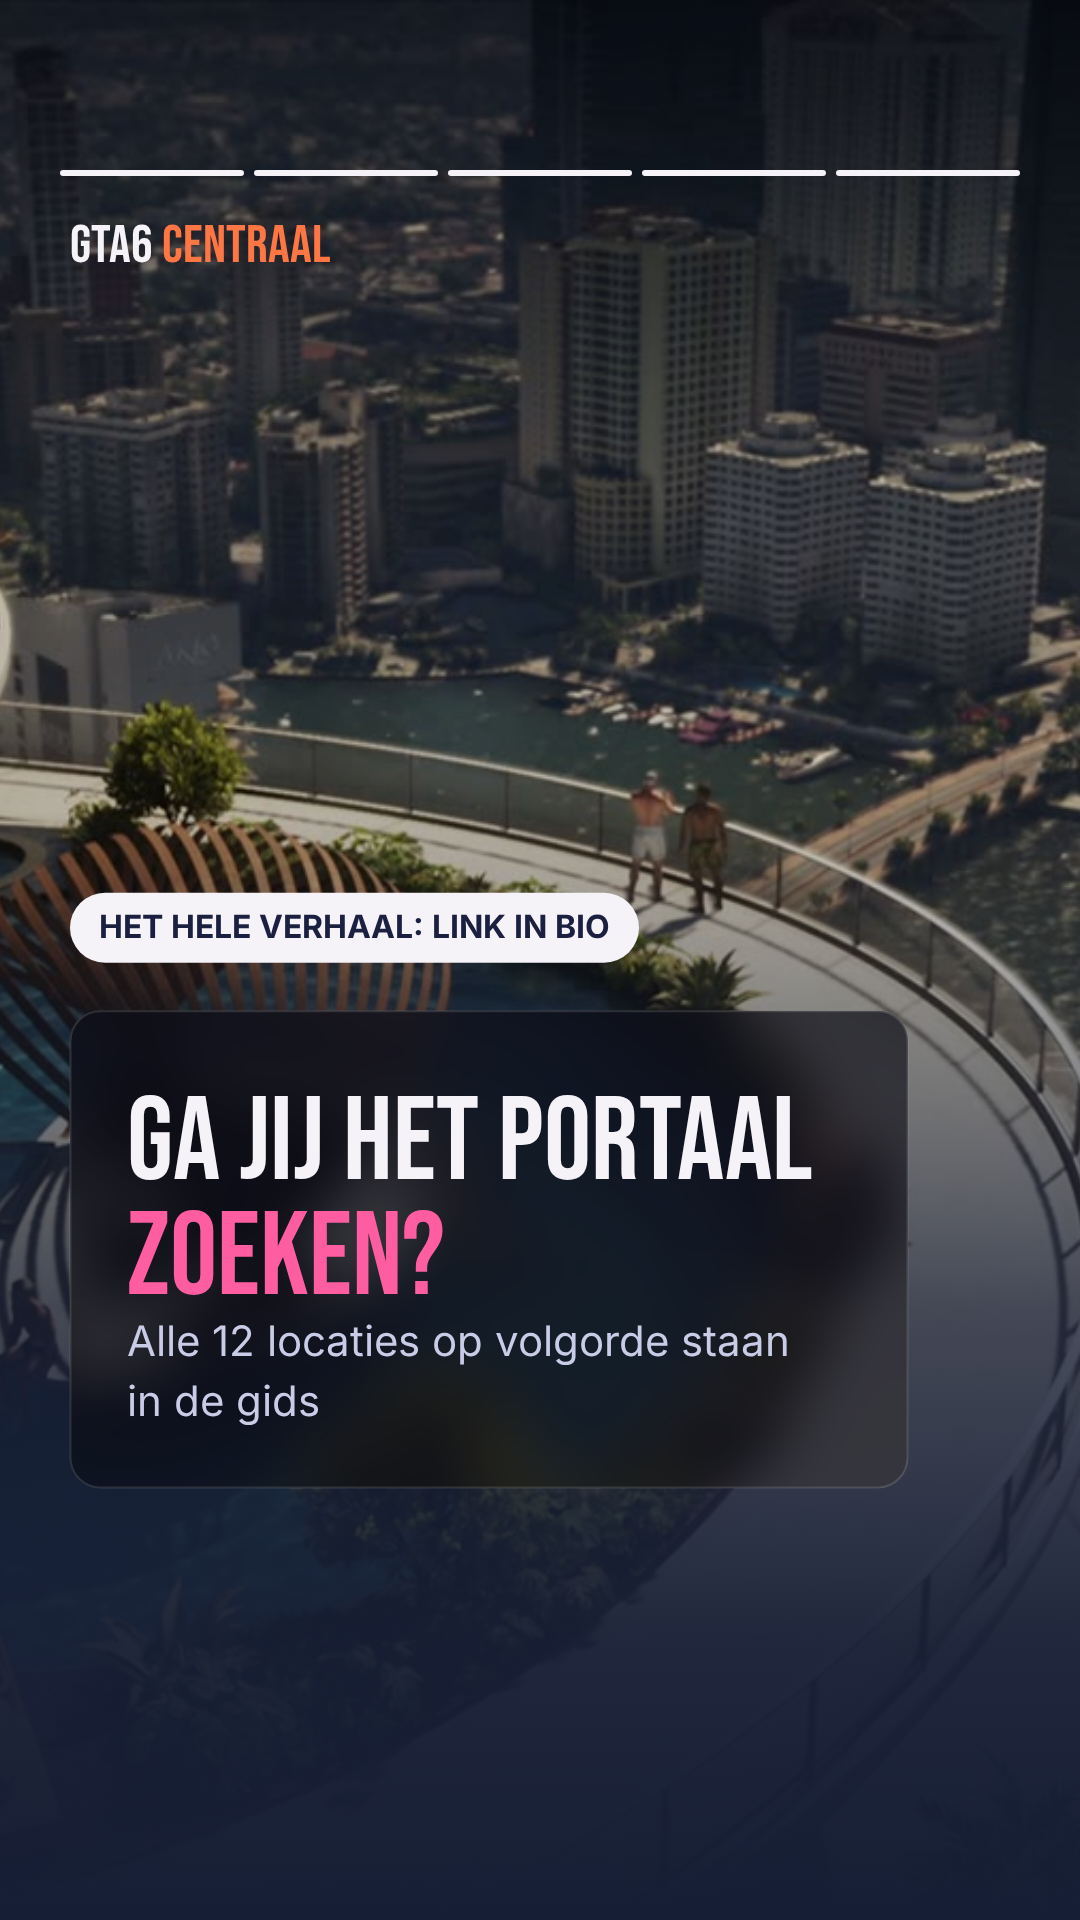 GTA6 CENTRAAL
HET HELE VERHAAL: LINK IN BIO
GA JIJ HET PORTAAL
ZOEKEN?
Alle 12 locaties op volgorde staan
in de gids